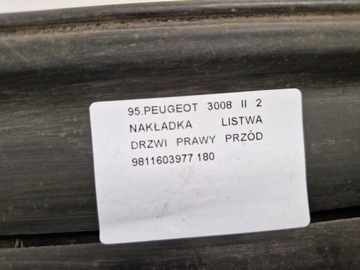 95.PEUGEOT 3008 II 2
NAKŁADKA LISTWA
DRZWI PRAWY PRZÓD
9811603977 180